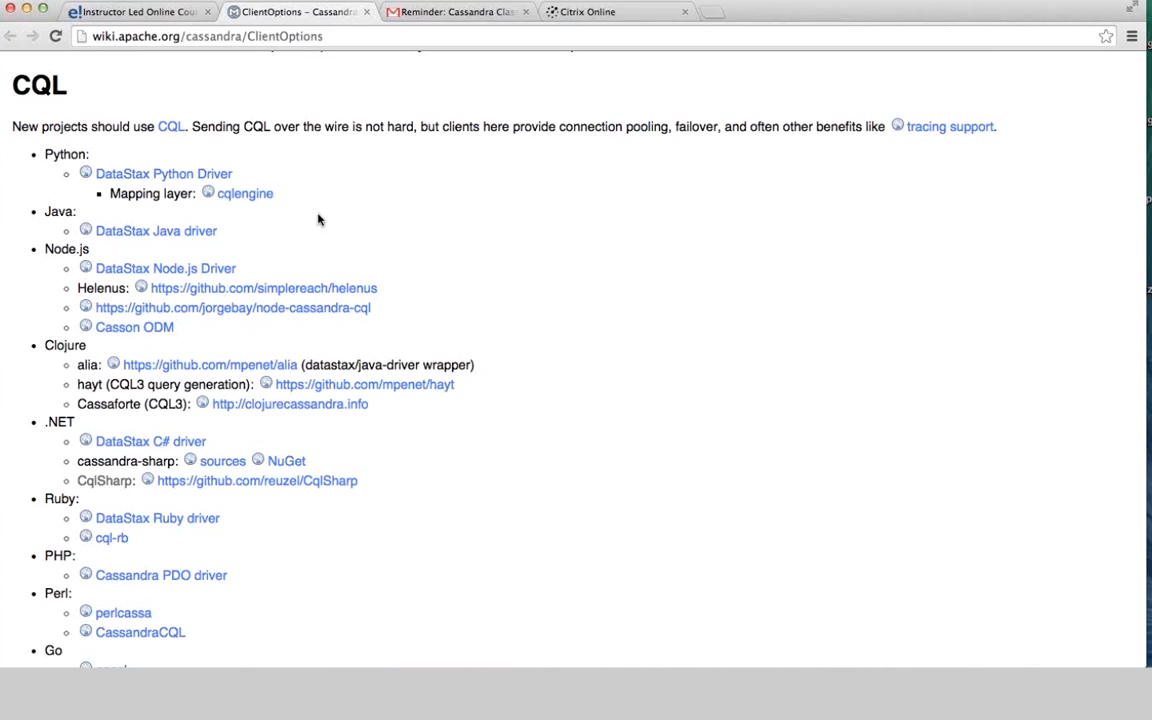 Instructor Led Online Cou
ClientOptions – Cassandra
Reminder: Cassandra Clas
Citrix Online
wiki.apache.org/cassandra/ClientOptions
CQL
New projects should use CQL. Sending CQL over the wire is not hard, but clients here provide connection pooling, failover, and often other benefits like tracing support.
Python:
DataStax Python Driver
Mapping layer: cqlengine
Java:
DataStax Java driver
Node.js
DataStax Node.js Driver
Helenus: https://github.com/simplereach/helenus
https://github.com/jorgebay/node-cassandra-cql
Casson ODM
Clojure
alia: https://github.com/mpenet/alia (datastax/java-driver wrapper)
hayt (CQL3 query generation): https://github.com/mpenet/hayt
Cassaforte (CQL3): http://clojurecassandra.info
.NET
DataStax C# driver
cassandra-sharp: sources NuGet
CqlSharp: https://github.com/reuzel/CqlSharp
Ruby:
DataStax Ruby driver
cql-rb
PHP:
Cassandra PDO driver
Perl:
perlcassa
CassandraCQL
Go